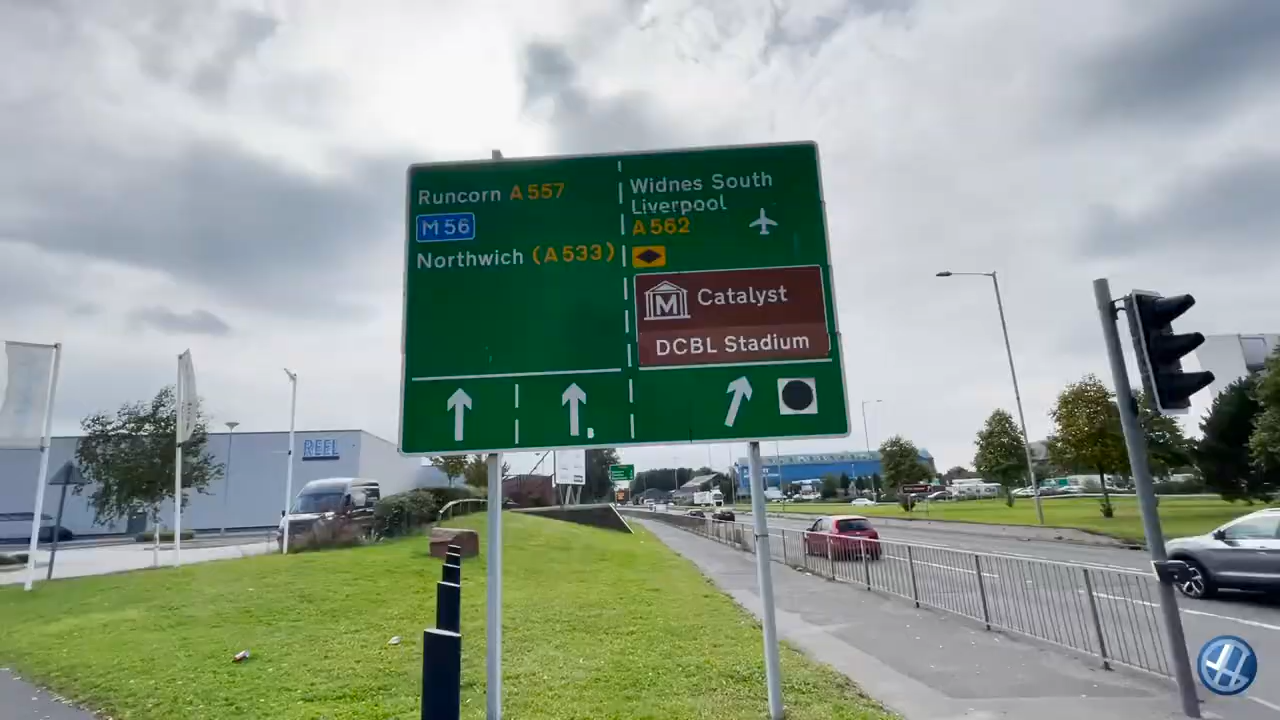 Runcorn A557
M56
Northwich (A533)
Widnes South
Liverpool
A562
M Catalyst
DCBL Stadium
REEL